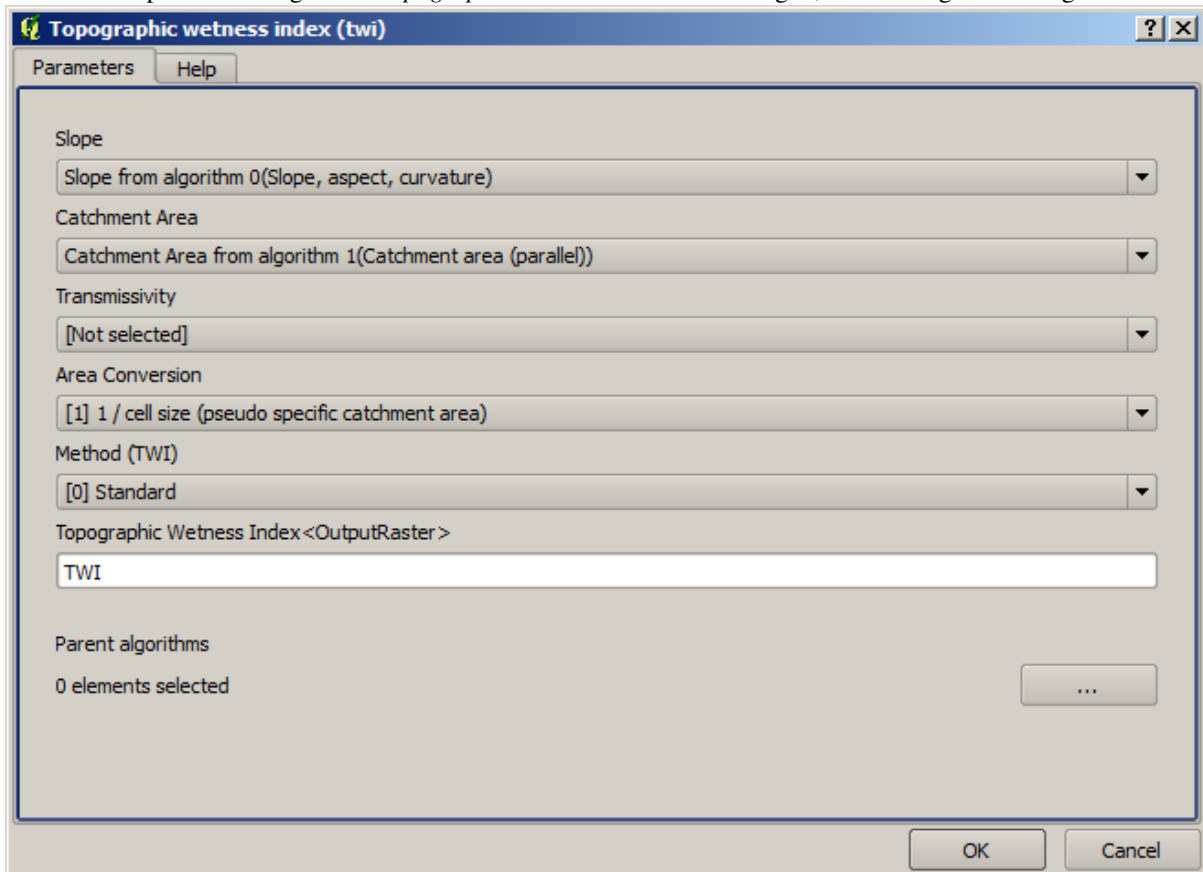 Topographic wetness index (twi)
Parameters
Help
Slope
Slope from algorithm 0(Slope, aspect, curvature)
Catchment Area
Catchment Area from algorithm 1(Catchment area (parallel))
Transmissivity
[Not selected]
Area Conversion
[1] 1 / cell size (pseudo specific catchment area)
Method (TWI)
[0] Standard
Topographic Wetness Index<OutputRaster>
TWI
Parent algorithms
0 elements selected
...
OK
Cancel